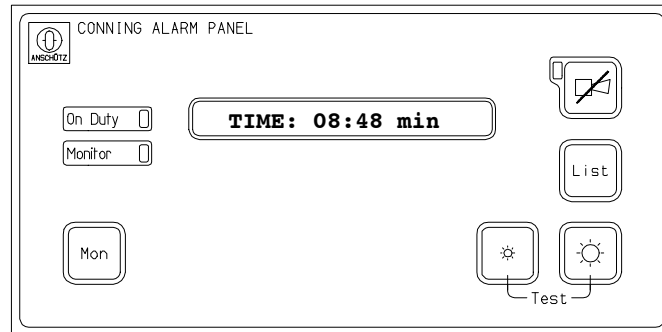 CONNING ALARM PANEL
ANSCHÜTZ
On Duty
TIME: 08:48 min
Monitor
List
Mon
Test